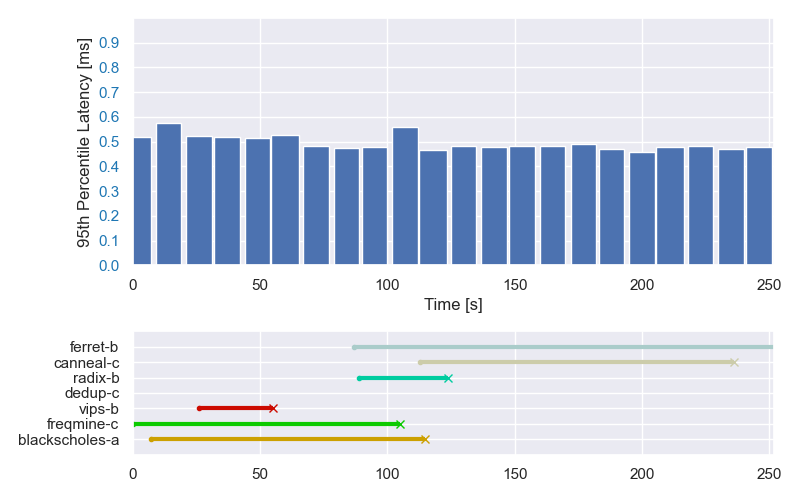 95th Percentile Latency [ms]
0.9
0.8
0.7
0.6
0.5
0.4
0.3
0.2
0.1
0.0
0 50 100 150 200 250
Time [s]
ferret-b
canneal-c
radix-b
dedup-c
vips-b
freqmine-c
blackscholes-a
0 50 100 150 200 250